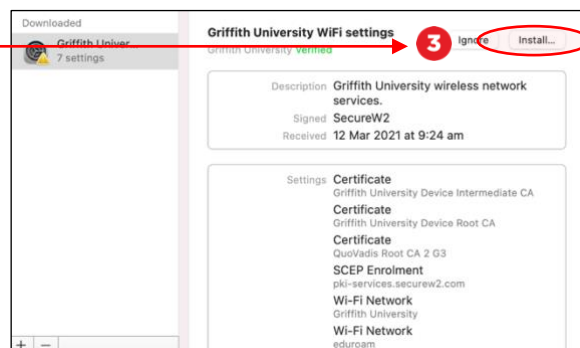 Downloaded
Griffith Univer...
7 settings
Griffith University WiFi settings
Griffith University Verified
3
Ignore
Install...
Description Griffith University wireless network
services.
Signed SecureW2
Received 12 Mar 2021 at 9:24 am
Settings Certificate
Griffith University Device Intermediate CA
Certificate
Griffith University Device Root CA
Certificate
QuoVadis Root CA 2 G3
SCEP Enrolment
pki-services.securew2.com
Wi-Fi Network
Griffith University
Wi-Fi Network
eduroam
+ −